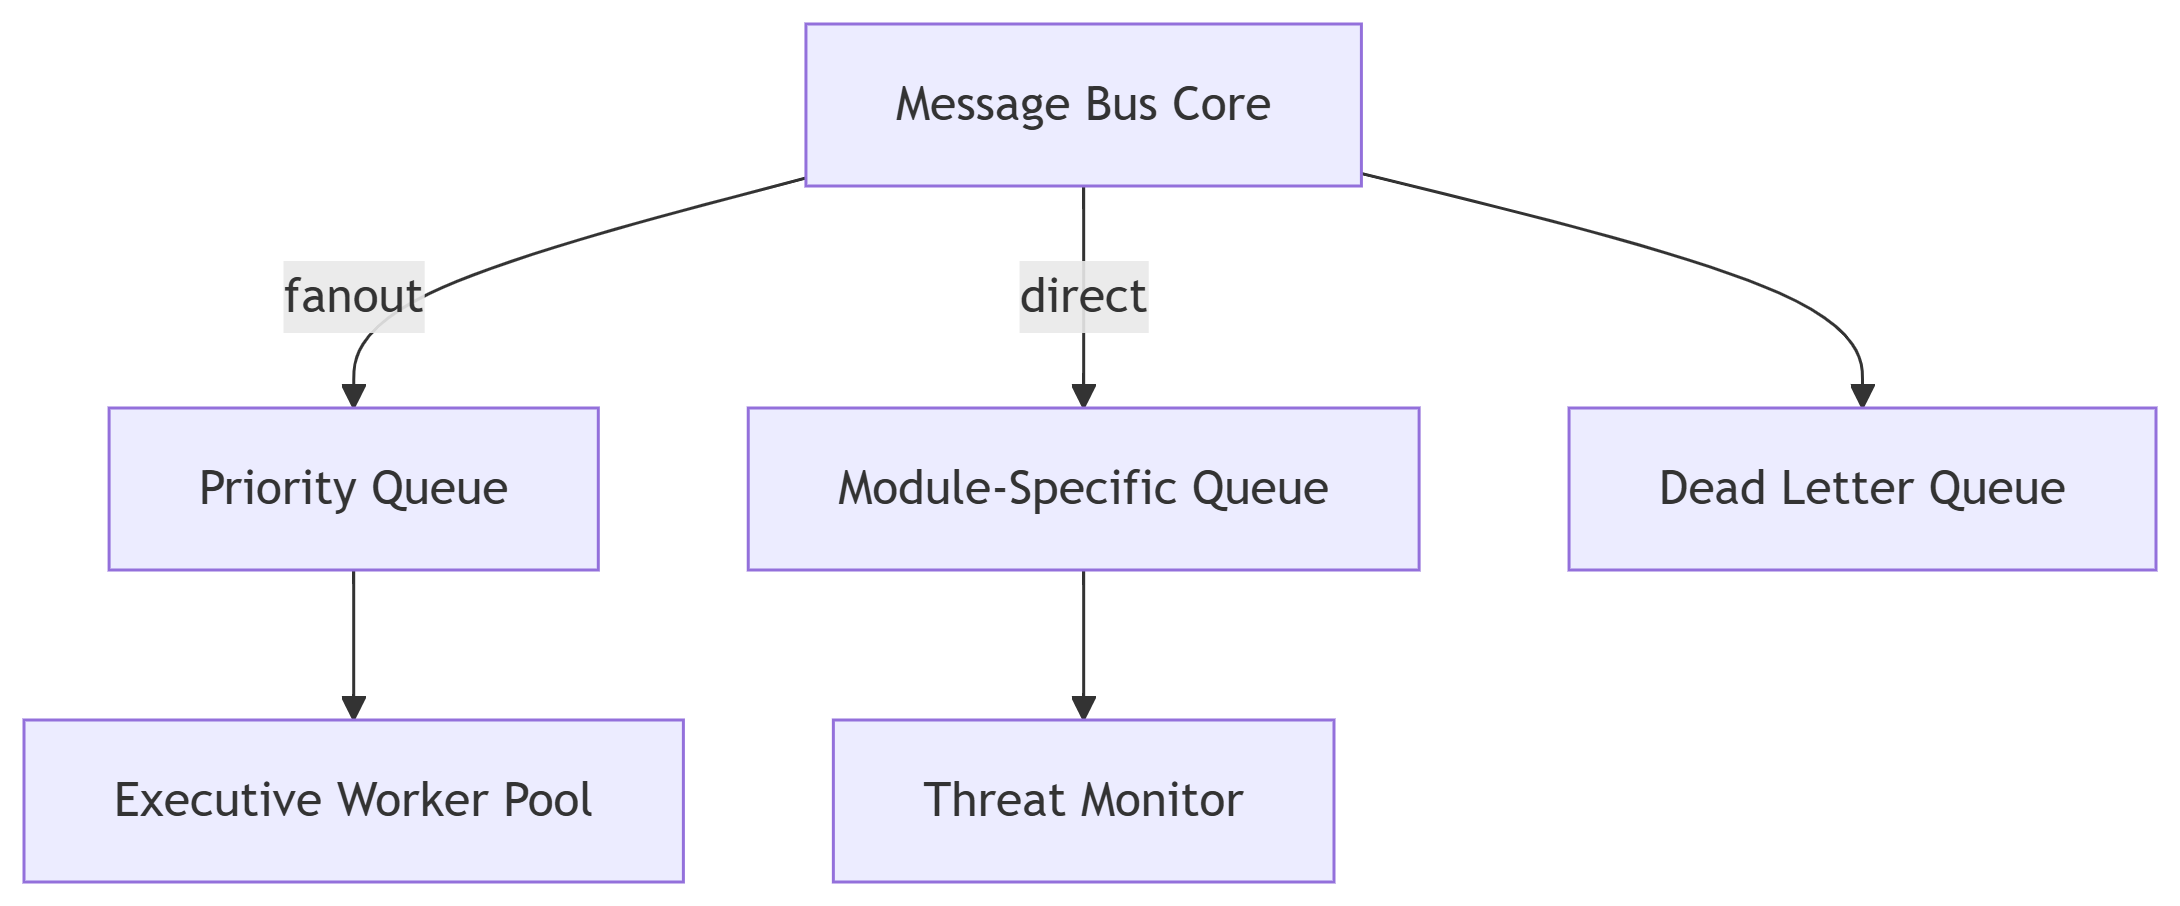 Message Bus Core
fanout
direct
Priority Queue
Module-Specific Queue
Dead Letter Queue
Executive Worker Pool
Threat Monitor